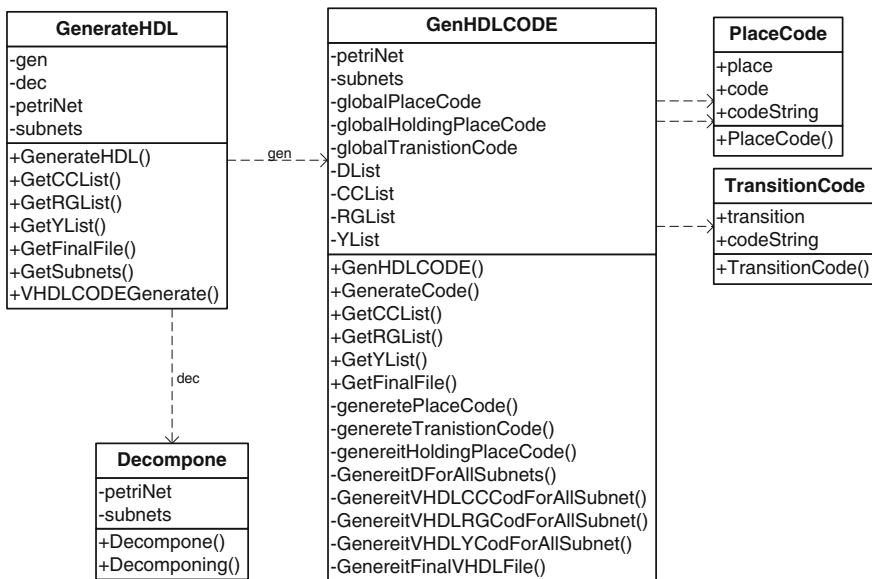 GenerateHDL
-gen
-dec
-petriNet
-subnets
+GenerateHDL()
+GetCCList()
+GetRGList()
+GetYList()
+GetFinalFile()
+GetSubnets()
+VHDLCODEGenerate()
gen
dec
Decompone
-petriNet
-subnets
+Decompone()
+Decomponing()
GenHDLCODE
-petriNet
-subnets
-globalPlaceCode
-globalHoldingPlaceCode
-globalTranistionCode
-DList
-CCList
-RGList
-YList
+GenHDLCODE()
+GenerateCode()
+GetCCList()
+GetRGList()
+GetYList()
+GetFinalFile()
-generetePlaceCode()
-genereteTranistionCode()
-genereitHoldingPlaceCode()
-GenereitDForAllSubnets()
-GenereitVHDLCCCodForAllSubnet()
-GenereitVHDLRGCodForAllSubnet()
-GenereitVHDLYCodForAllSubnet()
-GenereitFinalVHDLFile()
PlaceCode
+place
+code
+codeString
+PlaceCode()
TransitionCode
+transition
+codeString
+TransitionCode()